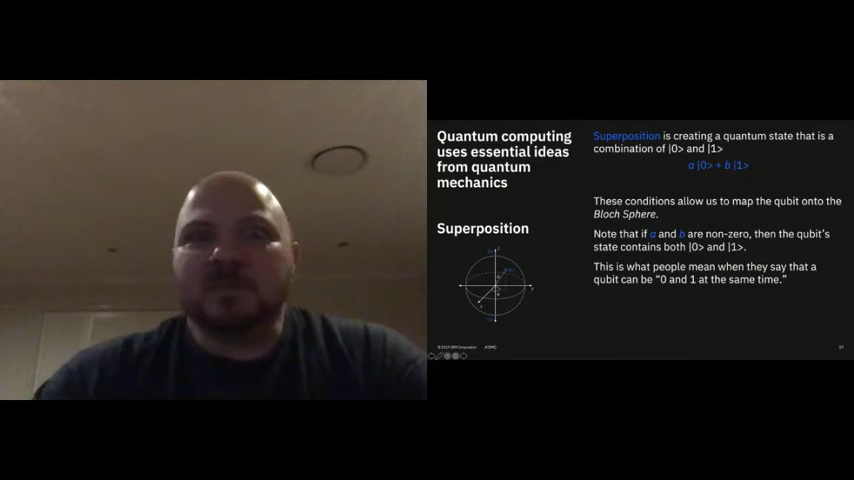 Quantum computing
uses essential ideas
from quantum
mechanics
Superposition
Superposition is creating a quantum state that is a
combination of |0> and |1>
a |0> + b |1>
These conditions allow us to map the qubit onto the
Bloch Sphere.
Note that if a and b are non-zero, then the qubit’s
state contains both |0> and |1>.
This is what people mean when they say that a
qubit can be “0 and 1 at the same time.”
IBM Corporation